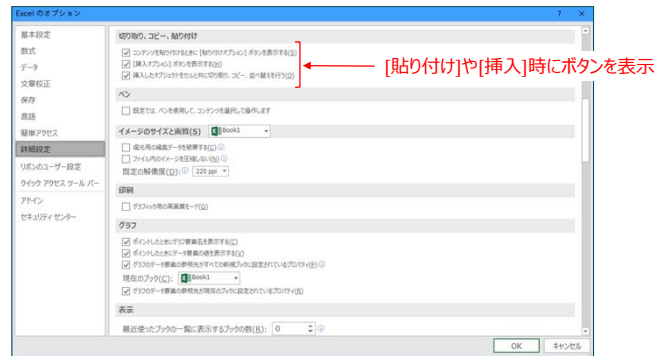 Excel のオプション
? ×
基本設定
数式
データ
文章校正
保存
言語
簡単アクセス
詳細設定
リボンのユーザー設定
クイック アクセス ツール バー
アドイン
セキュリティ センター
切り取り、コピー、貼り付け
コンテンツを貼り付けるときに [貼り付けオプション] ボタンを表示する(S)
[挿入オプション] ボタンを表示する(H)
挿入したオブジェクトをセルと共に切り取り、コピー、並べ替えを行う(O)
[貼り付け]や[挿入]時にボタンを表示
ペン
既定では、ペンを使用して、コンテンツを選択して操作します
イメージのサイズと画質(S) Book1
復元用の編集データを破棄する(C)
ファイル内のイメージを圧縮しない(N)
既定の解像度(D): 220 ppi
印刷
グラフィック用の高画質モード(Q)
グラフ
ポイントしたときにグラフ要素名を表示する(C)
ポイントしたときにデータ要素の値を表示する(V)
グラフのデータ要素の参照先がすべての新規ブックに設定されているプロパティ(P)
現在のブック(C): Book1
グラフのデータ要素の参照先が現在のブックに設定されているプロパティ(R)
表示
最近使ったブックの一覧に表示するブックの数(R): 0
OK キャンセル